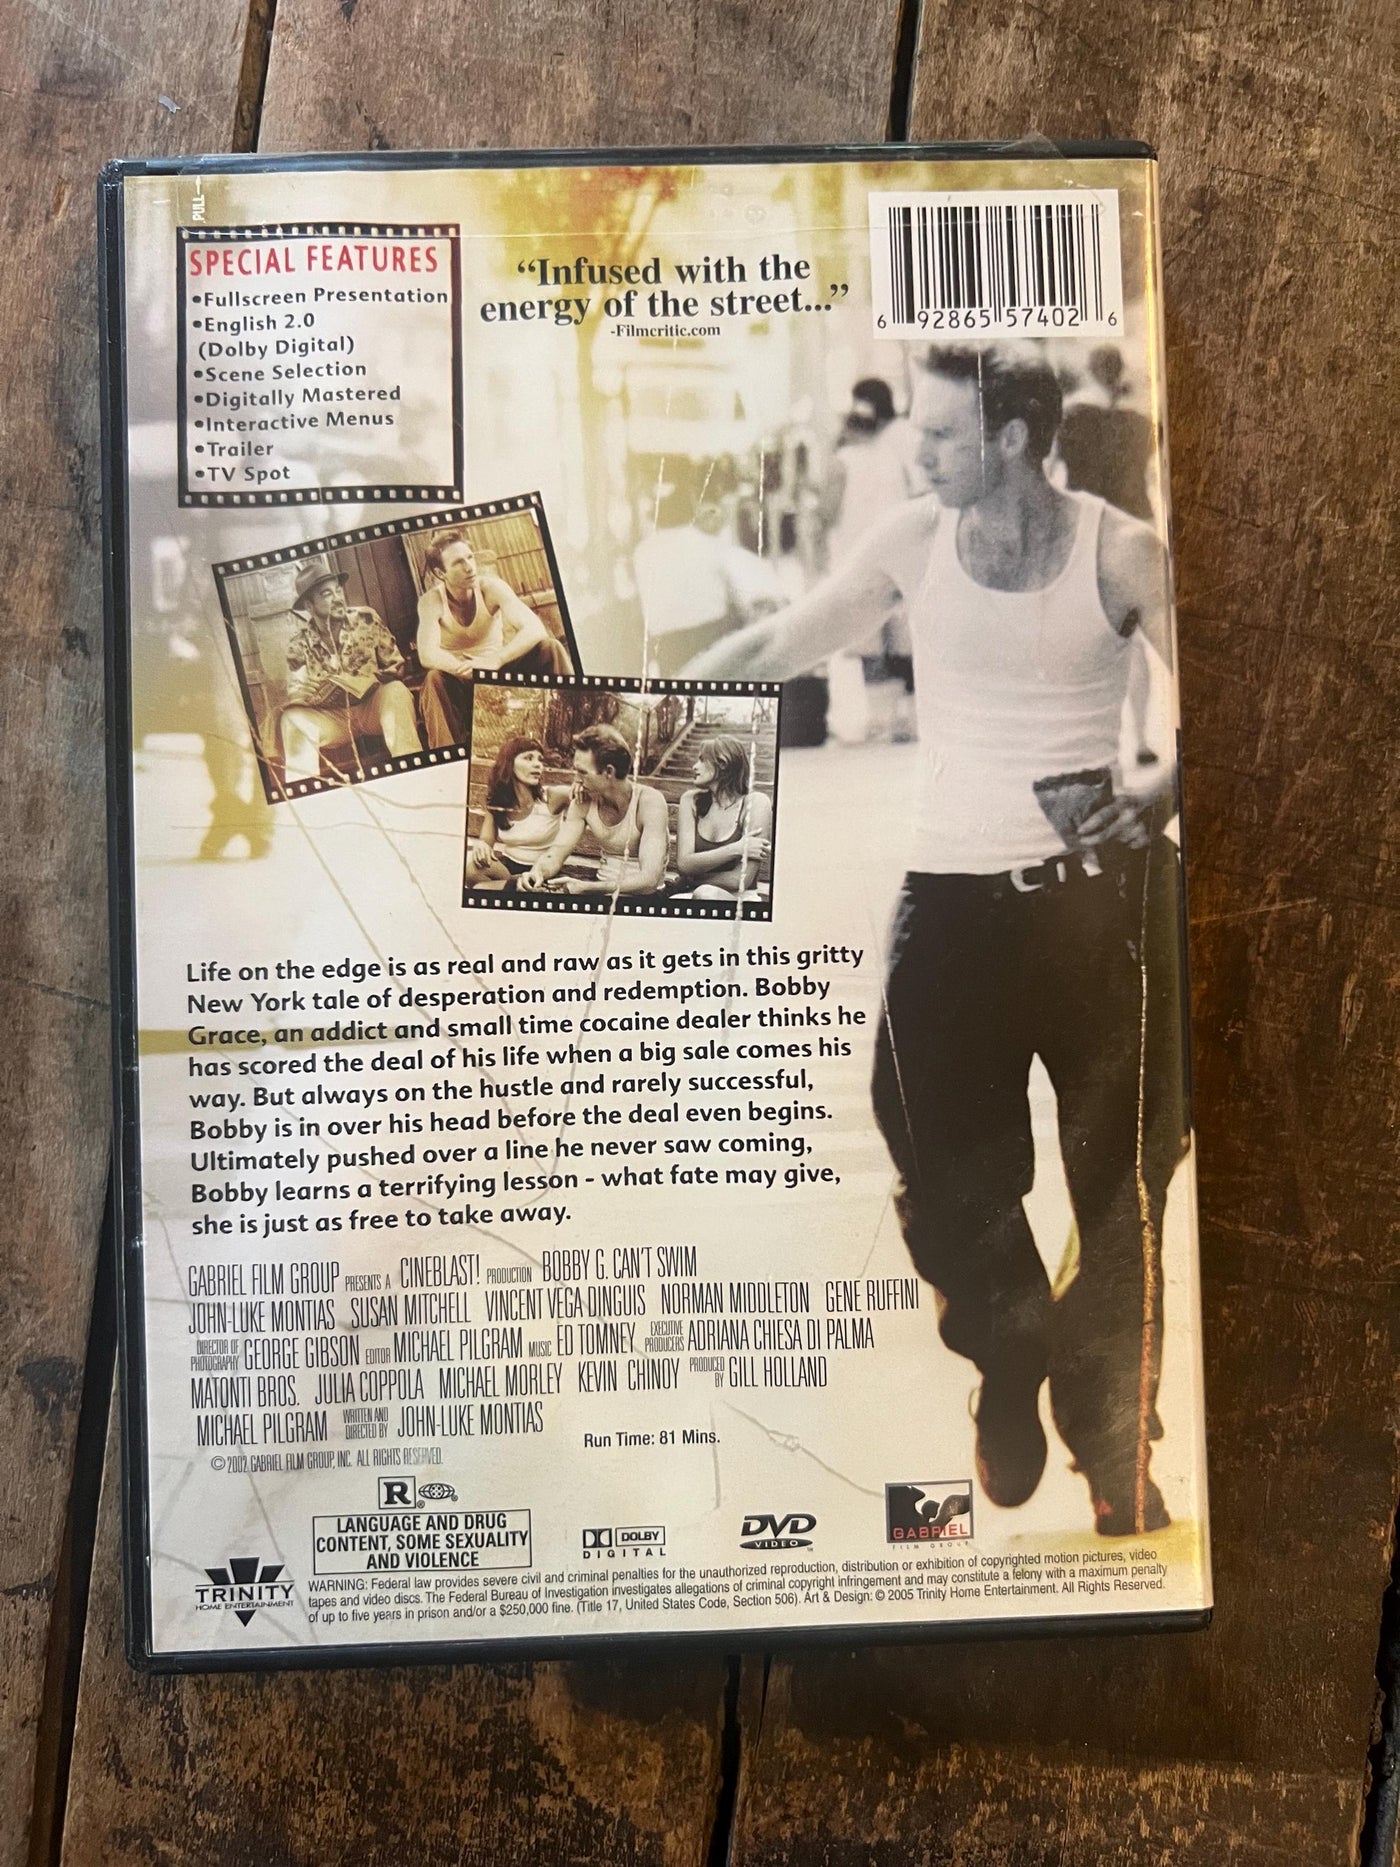 PULL
SPECIAL FEATURES
•Fullscreen Presentation
•English 2.0
(Dolby Digital)
•Scene Selection
•Digitally Mastered
•Interactive Menus
•Trailer
•TV Spot
“Infused with the
energy of the street...”
-Filmcritic.com
6 92865 57402 6
Life on the edge is as real and raw as it gets in this gritty
New York tale of desperation and redemption. Bobby
Grace, an addict and small time cocaine dealer thinks he
has scored the deal of his life when a big sale comes his
way. But always on the hustle and rarely successful,
Bobby is in over his head before the deal even begins.
Ultimately pushed over a line he never saw coming,
Bobby learns a terrifying lesson - what fate may give,
she is just as free to take away.
GABRIEL FILM GROUP PRESENTS A CINEBLAST! PRODUCTION BOBBY G. CAN'T SWIM
JOHN-LUKE MONTIAS SUSAN MITCHELL VINCENT VEGA DINGUIS NORMAN MIDDLETON GENE RUFFINI
DIRECTOR OF PHOTOGRAPHY GEORGE GIBSON EDITOR MICHAEL PILGRAM MUSIC ED TOMNEY EXECUTIVE PRODUCERS ADRIANA CHIESA DI PALMA
MATONTI BROS. JULIA COPPOLA MICHAEL MORLEY KEVIN CHINOY PRODUCED BY GILL HOLLAND
MICHAEL PILGRAM WRITTEN AND DIRECTED BY JOHN-LUKE MONTIAS
Run Time: 81 Mins.
© 2002 GABRIEL FILM GROUP, INC. ALL RIGHTS RESERVED.
R
LANGUAGE AND DRUG
CONTENT, SOME SEXUALITY
AND VIOLENCE
DOLBY
DIGITAL
DVD
VIDEO
GABRIEL
FILM GROUP
TRINITY
HOME ENTERTAINMENT
WARNING: Federal law provides severe civil and criminal penalties for the unauthorized reproduction, distribution or exhibition of copyrighted motion pictures, video
tapes and video discs. The Federal Bureau of Investigation investigates allegations of criminal copyright infringement and may constitute a felony with a maximum penalty
of up to five years in prison and/or a $250,000 fine. (Title 17, United States Code, Section 506). Art & Design: © 2005 Trinity Home Entertainment. All Rights Reserved.